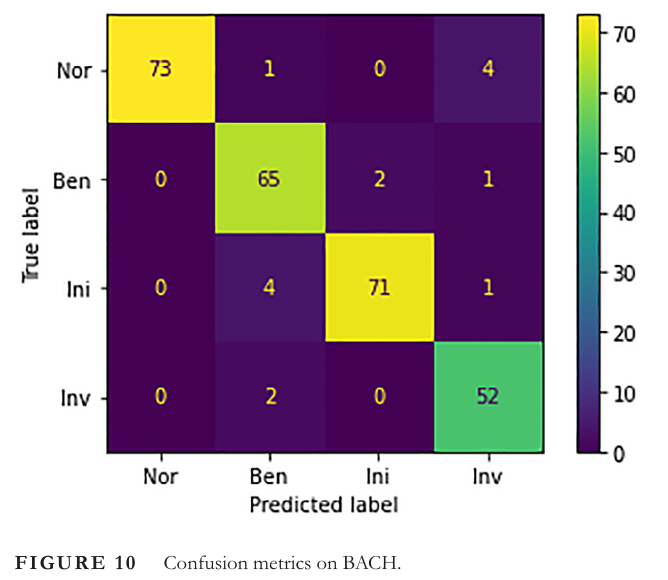 70
Nor 73 1 0 4
60
50
Ben 0 65 2 1
True label
40
30
Ini 0 4 71 1
20
Inv 0 2 0 52
10
0
Nor Ben Ini Inv
Predicted label
FIGURE 10 Confusion metrics on BACH.